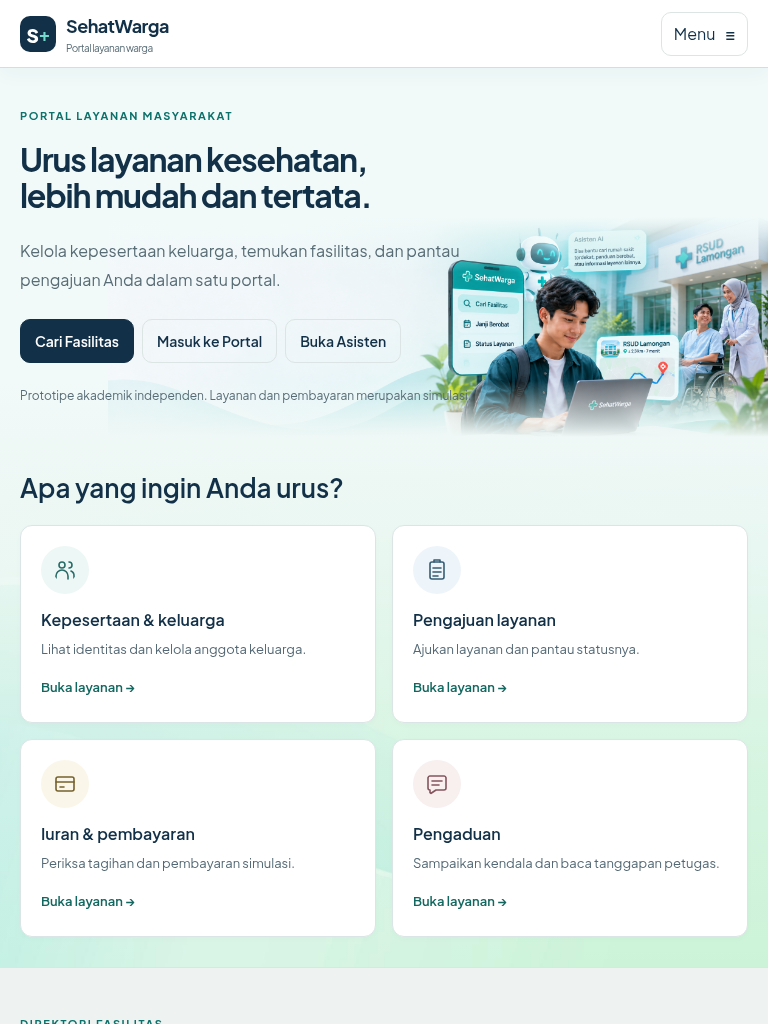 S+
SehatWarga
Portal layanan warga
Menu ≡
PORTAL LAYANAN MASYARAKAT
Urus layanan kesehatan,
lebih mudah dan tertata.
Kelola kepesertaan keluarga, temukan fasilitas, dan pantau
pengajuan Anda dalam satu portal.
Cari Fasilitas
Masuk ke Portal
Buka Asisten
Prototipe akademik independen. Layanan dan pembayaran merupakan simulasi.
Asisten AI
atau informasi layanan lainnya.
SehatWarga
Cari Fasilitas
Janji Berobat
Status Layanan
RSUD
Lamongan
RSUD Lamongan
SehatWarga
Apa yang ingin Anda urus?
Kepesertaan & keluarga
Lihat identitas dan kelola anggota keluarga.
Buka layanan →
Pengajuan layanan
Ajukan layanan dan pantau statusnya.
Buka layanan →
Iuran & pembayaran
Periksa tagihan dan pembayaran simulasi.
Buka layanan →
Pengaduan
Sampaikan kendala dan baca tanggapan petugas.
Buka layanan →
DIREKTORI FASILITAS